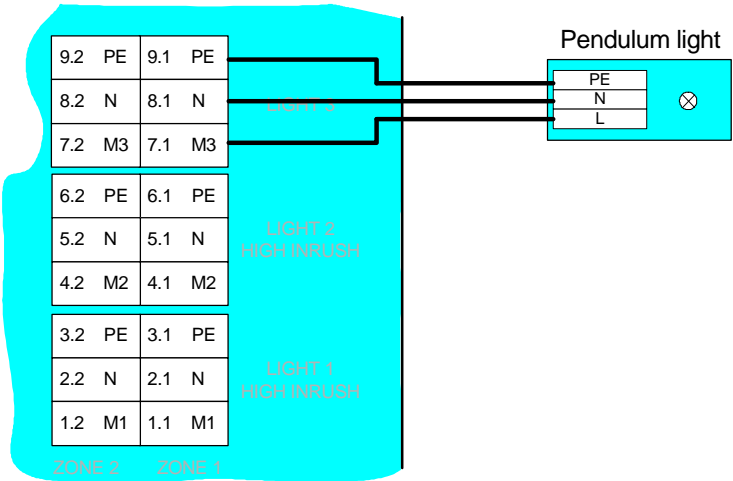 Pendulum light
9.2 PE 9.1 PE
8.2 N 8.1 N
7.2 M3 7.1 M3
LIGHT 3
PE
N
L
6.2 PE 6.1 PE
5.2 N 5.1 N
4.2 M2 4.1 M2
LIGHT 2
HIGH INRUSH
3.2 PE 3.1 PE
2.2 N 2.1 N
1.2 M1 1.1 M1
LIGHT 1
HIGH INRUSH
ZONE 2 ZONE 1